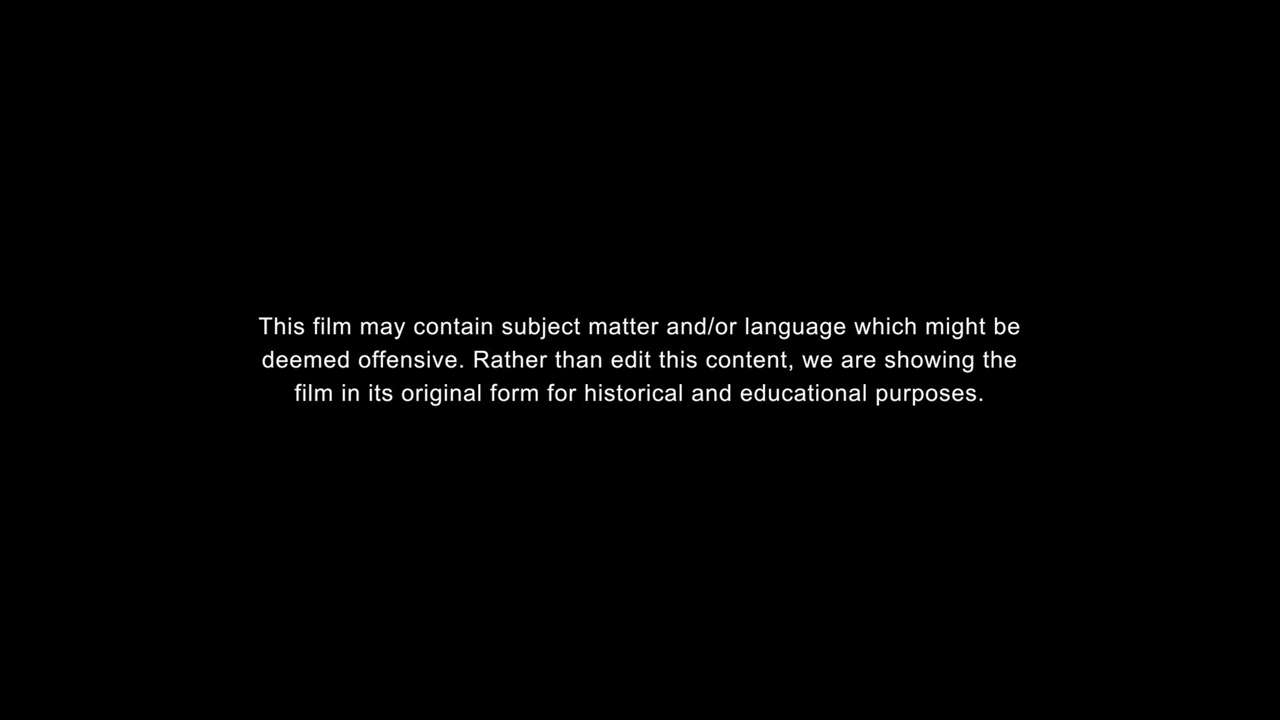 This film may contain subject matter and/or language which might be
deemed offensive. Rather than edit this content, we are showing the
film in its original form for historical and educational purposes.